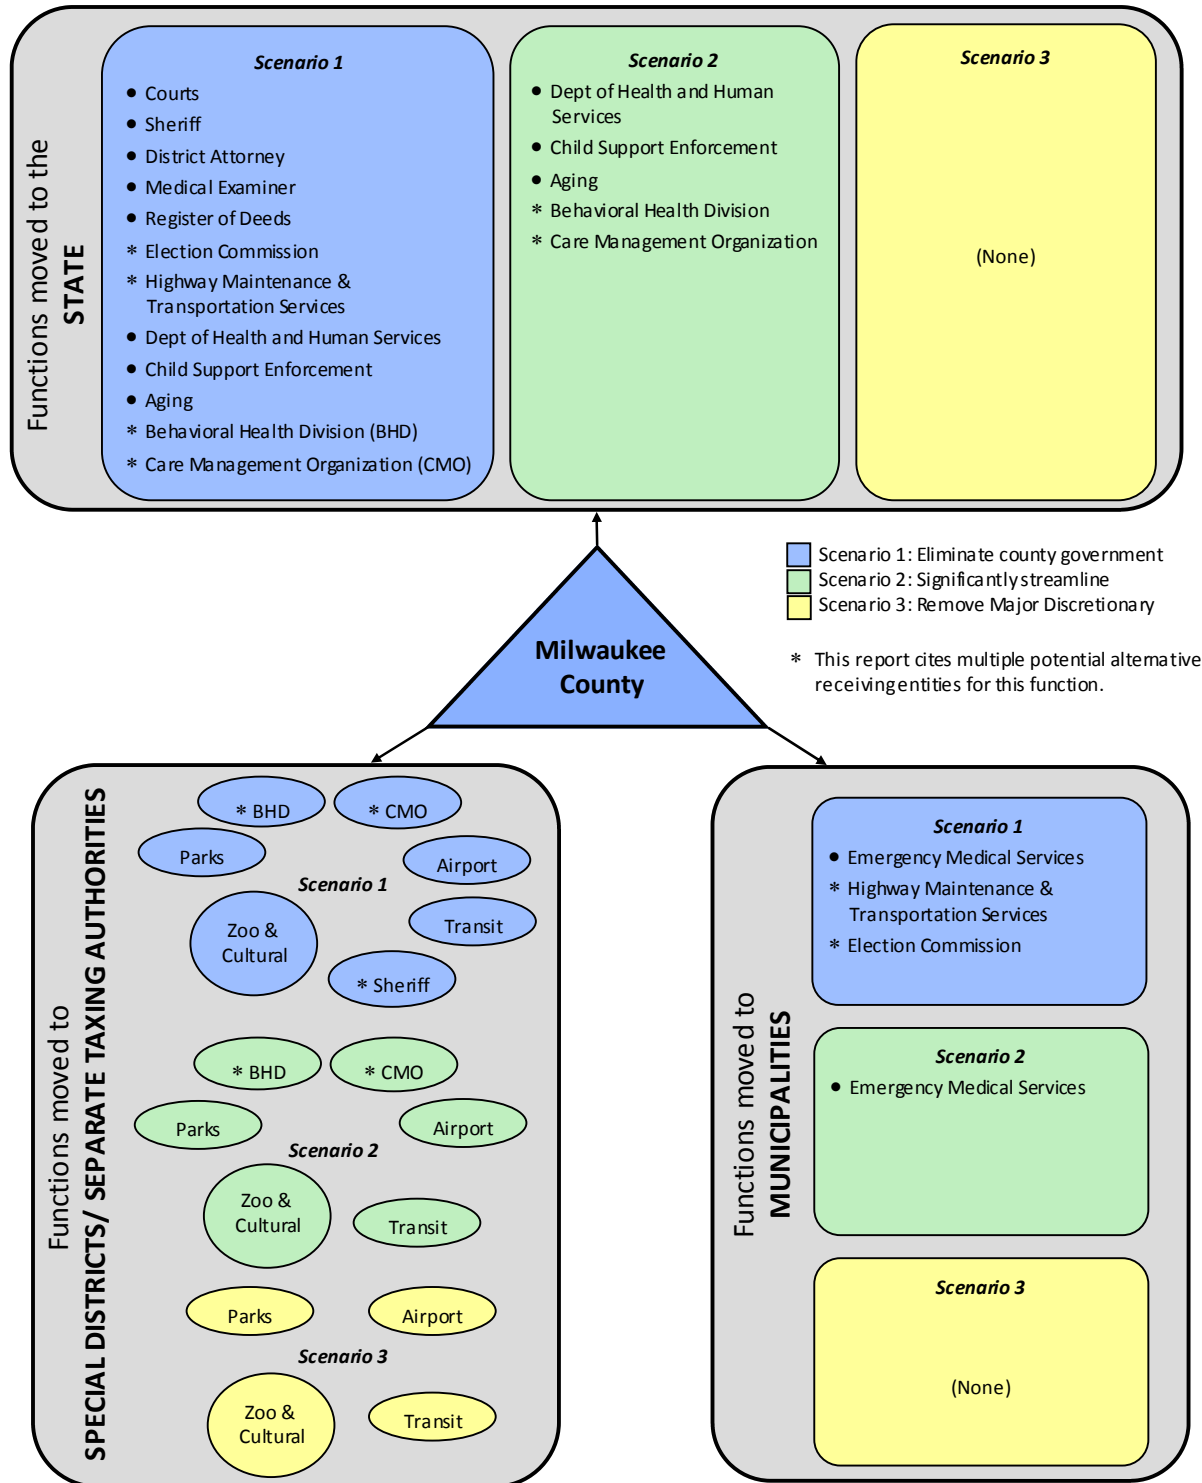 Functions moved to the
STATE
Scenario 1
• Courts
• Sheriff
• District Attorney
• Medical Examiner
• Register of Deeds
* Election Commission
* Highway Maintenance &
Transportation Services
• Dept of Health and Human Services
• Child Support Enforcement
• Aging
* Behavioral Health Division (BHD)
* Care Management Organization (CMO)
Scenario 2
• Dept of Health and Human
Services
• Child Support Enforcement
• Aging
* Behavioral Health Division
* Care Management Organization
Scenario 3
(None)
Scenario 1: Eliminate county government
Scenario 2: Significantly streamline
Scenario 3: Remove Major Discretionary
* This report cites multiple potential alternative
receiving entities for this function.
Milwaukee
County
Functions moved to
SPECIAL DISTRICTS/ SEPARATE TAXING AUTHORITIES
* BHD
* CMO
Parks
Airport
Scenario 1
Zoo &
Cultural
Transit
* Sheriff
* BHD
* CMO
Parks
Airport
Scenario 2
Zoo &
Cultural
Transit
Parks
Airport
Scenario 3
Zoo &
Cultural
Transit
Functions moved to
MUNICIPALITIES
Scenario 1
• Emergency Medical Services
* Highway Maintenance &
Transportation Services
* Election Commission
Scenario 2
• Emergency Medical Services
Scenario 3
(None)